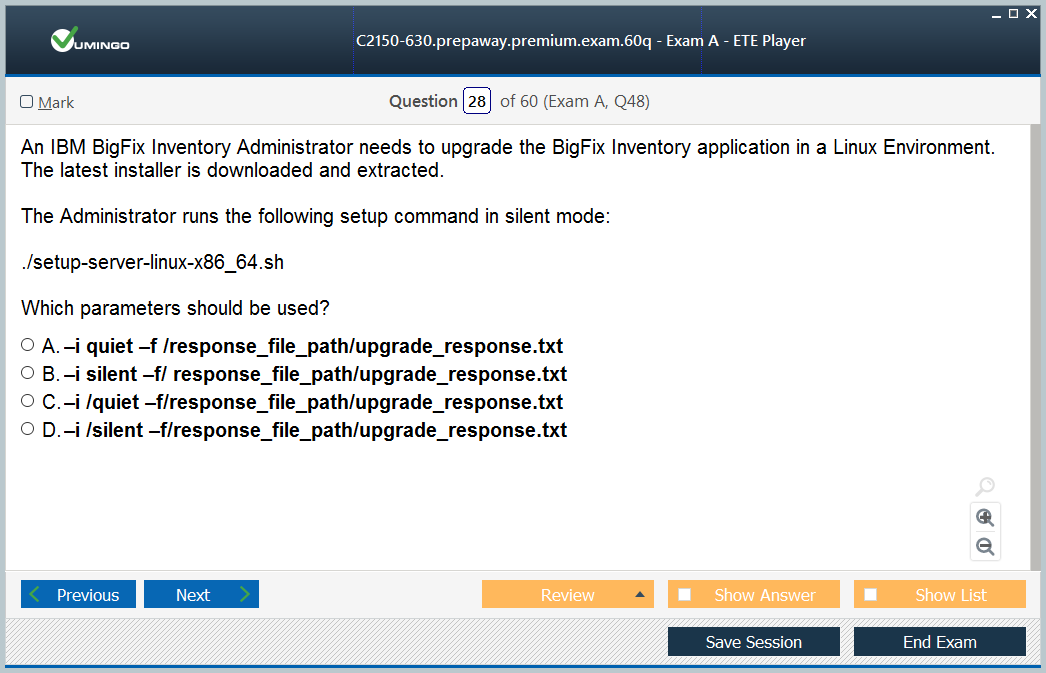 VUMINGO
C2150-630.prepaway.premium.exam.60q - Exam A - ETE Player
Mark
Question 28 of 60 (Exam A, Q48)
An IBM BigFix Inventory Administrator needs to upgrade the BigFix Inventory application in a Linux Environment.
The latest installer is downloaded and extracted.
The Administrator runs the following setup command in silent mode:
./setup-server-linux-x86_64.sh
Which parameters should be used?
A. –i quiet –f /response_file_path/upgrade_response.txt
B. –i silent –f/ response_file_path/upgrade_response.txt
C. –i /quiet –f/response_file_path/upgrade_response.txt
D. –i /silent –f/response_file_path/upgrade_response.txt
Previous Next Review Show Answer Show List
Save Session End Exam